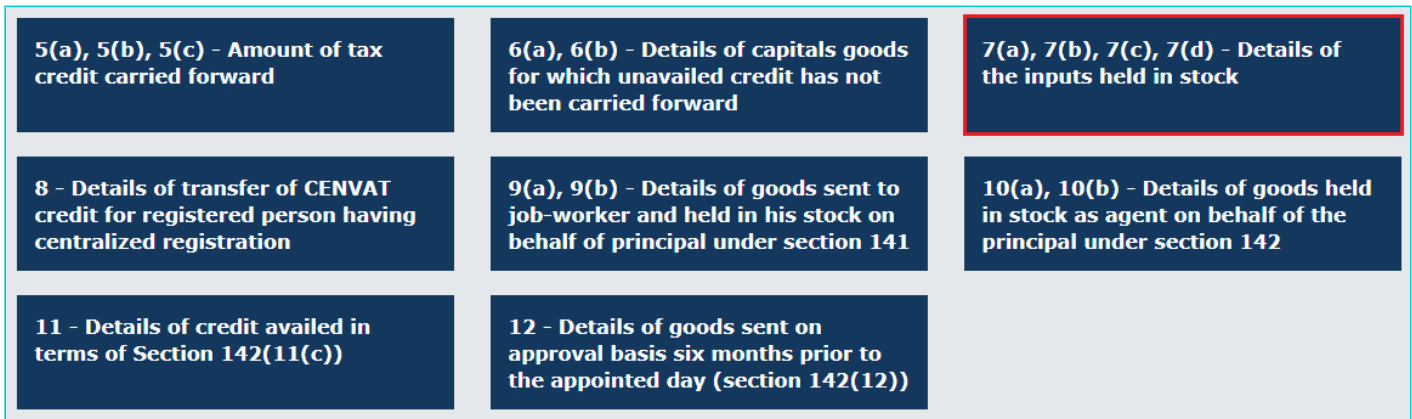 5(a), 5(b), 5(c) - Amount of tax
credit carried forward
6(a), 6(b) - Details of capitals goods
for which unavailed credit has not
been carried forward
7(a), 7(b), 7(c), 7(d) - Details of
the inputs held in stock
8 - Details of transfer of CENVAT
credit for registered person having
centralized registration
9(a), 9(b) - Details of goods sent to
job-worker and held in his stock on
behalf of principal under section 141
10(a), 10(b) - Details of goods held
in stock as agent on behalf of the
principal under section 142
11 - Details of credit availed in
terms of Section 142(11(c))
12 - Details of goods sent on
approval basis six months prior to
the appointed day (section 142(12))